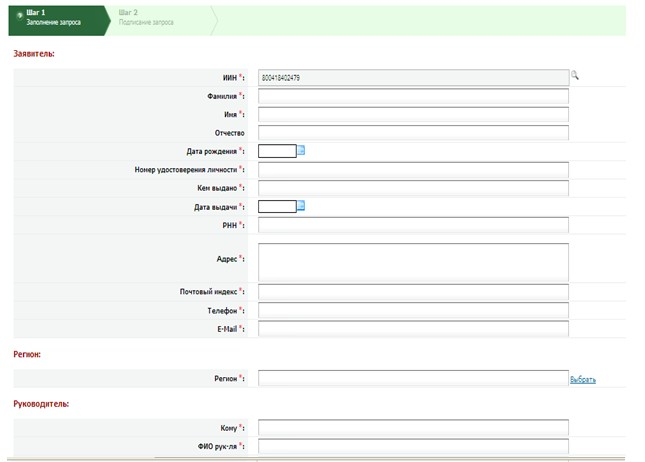 Шаг 1
Заполнение запроса
Шаг 2
Подписание запроса
Заявитель:
ИИН *: 800418402479
Фамилия *:
Имя *:
Отчество
Дата рождения *:
Номер удостоверения личности *:
Кем выдано *:
Дата выдачи *:
РНН *:
Адрес *:
Почтовый индекс *:
Телефон *:
E-Mail *:
Регион:
Регион *: Выбрать
Руководитель:
Кому *:
ФИО рук-ля *: